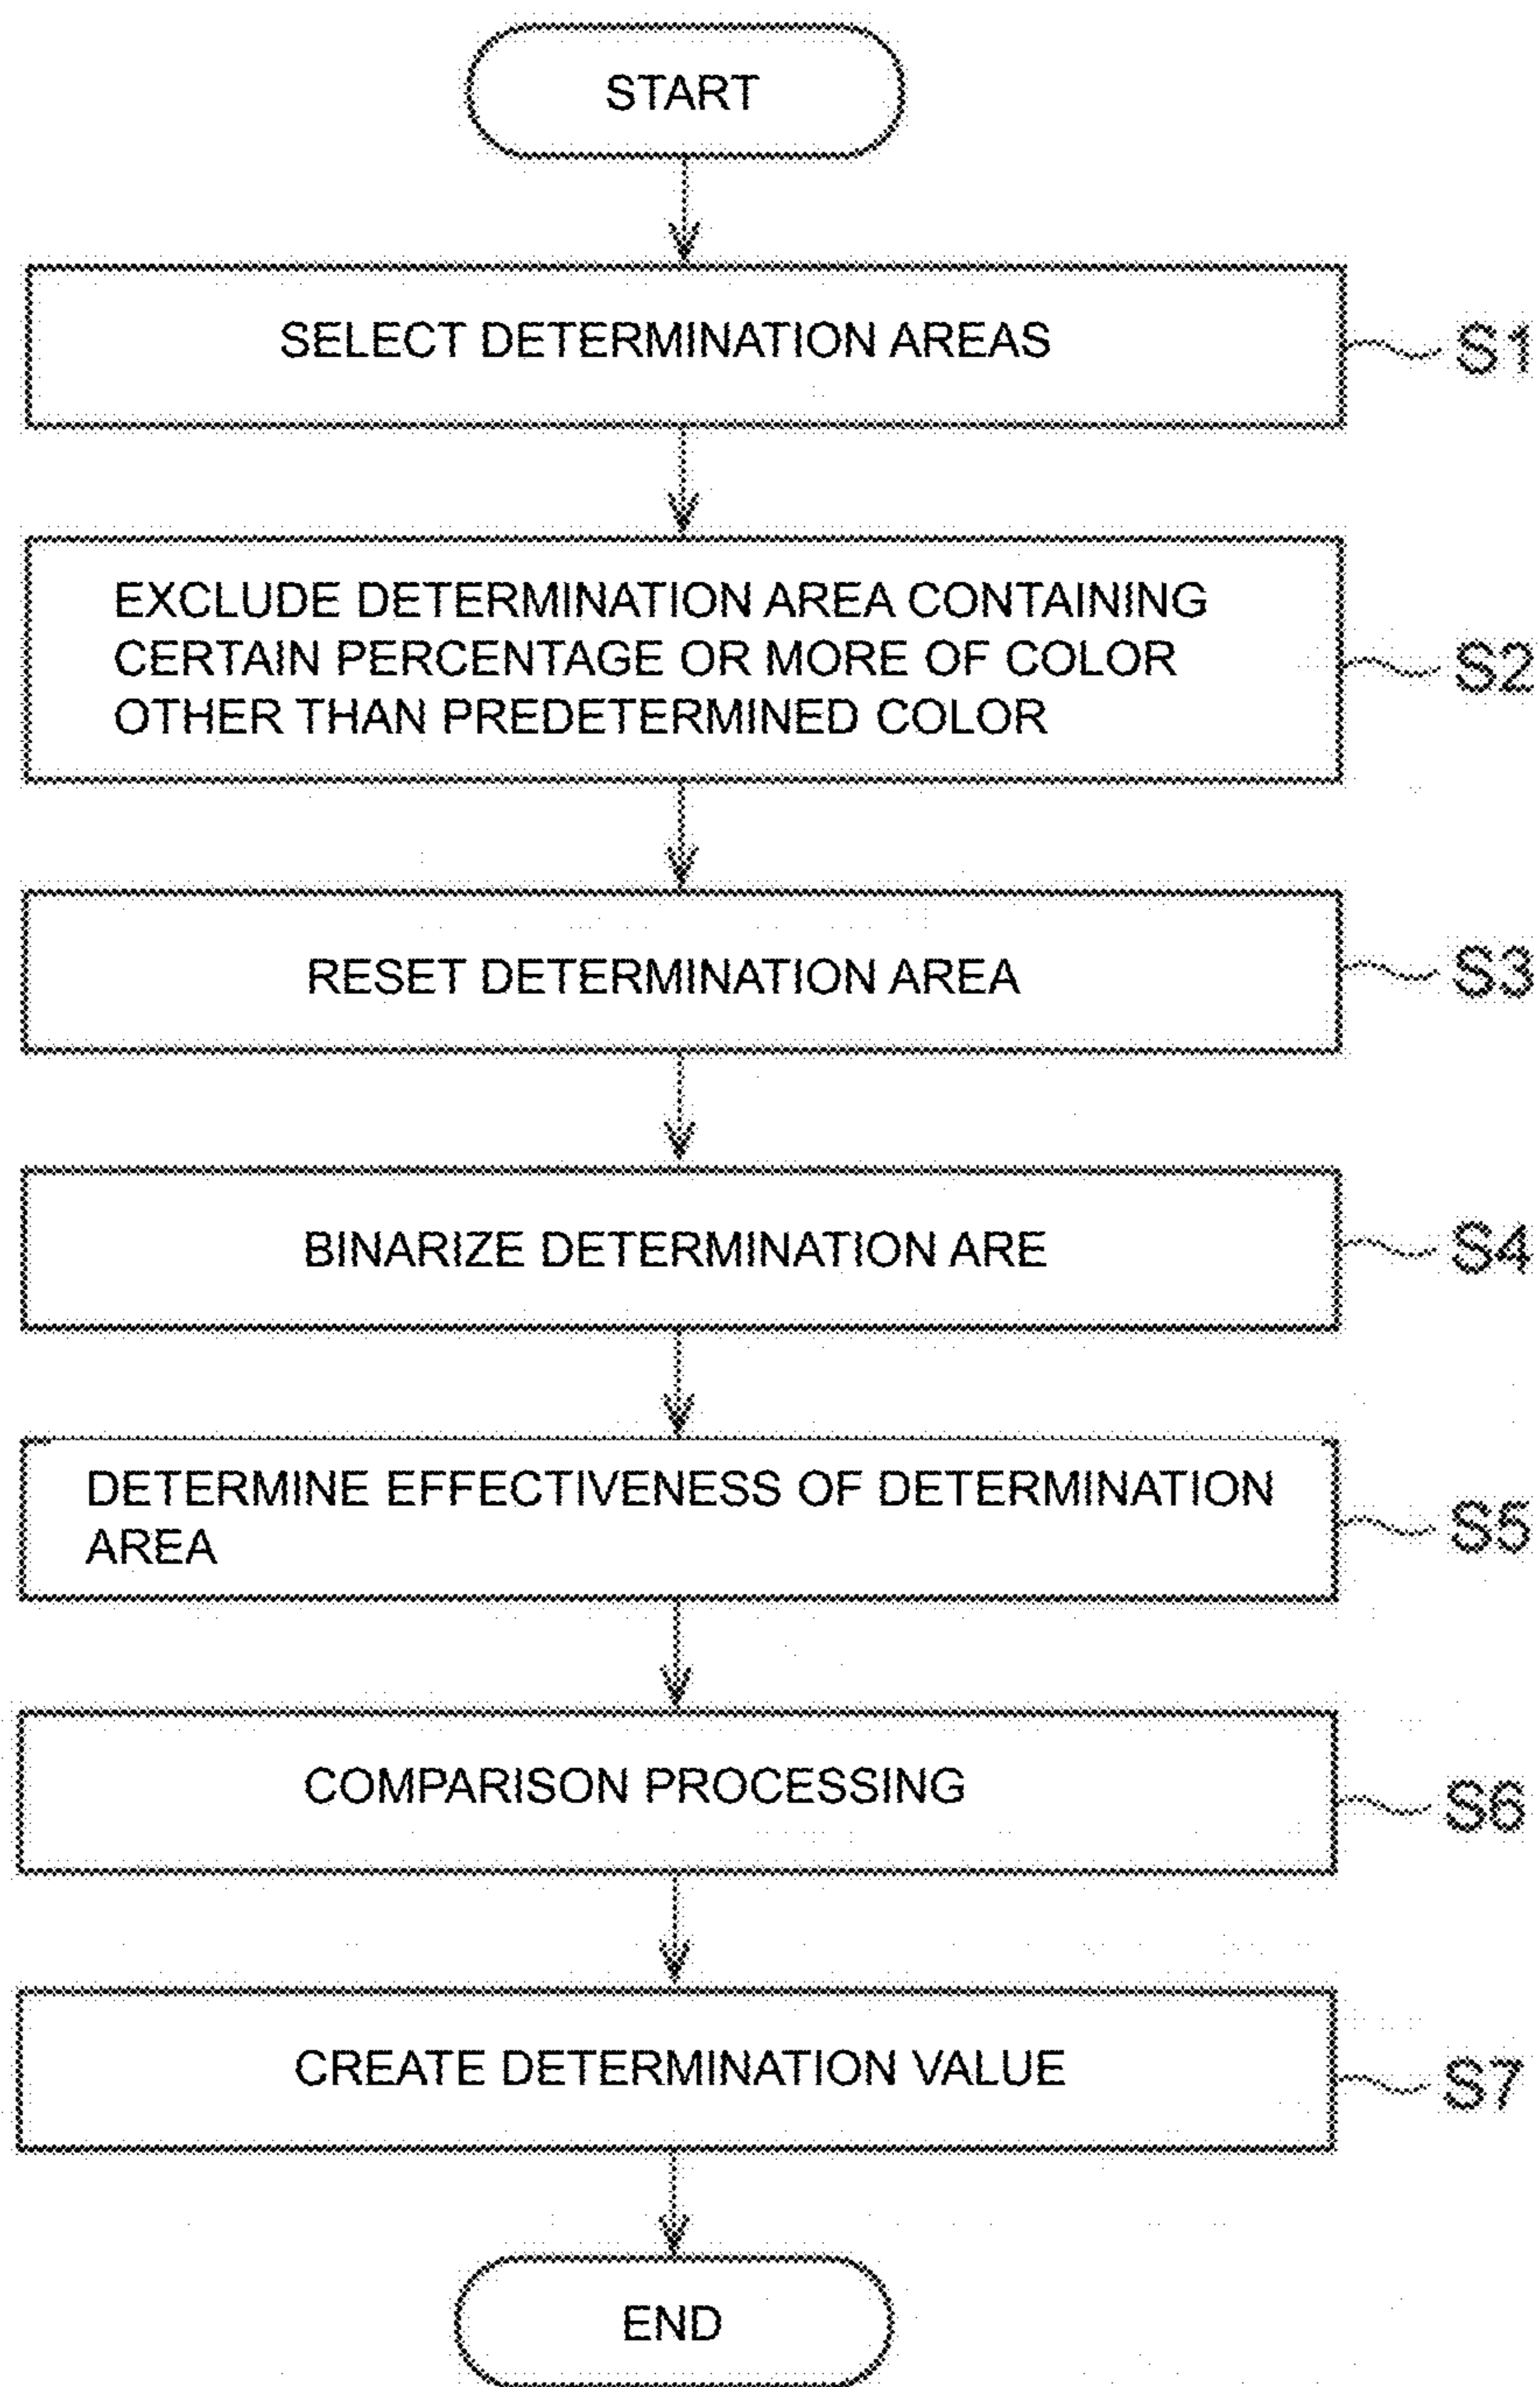 START
SELECT DETERMINATION AREAS
S1
EXCLUDE DETERMINATION AREA CONTAINING
CERTAIN PERCENTAGE OR MORE OF COLOR
OTHER THAN PREDETERMINED COLOR
S2
RESET DETERMINATION AREA
S3
BINARIZE DETERMINATION ARE
S4
DETERMINE EFFECTIVENESS OF DETERMINATION
AREA
S5
COMPARISON PROCESSING
S6
CREATE DETERMINATION VALUE
S7
END